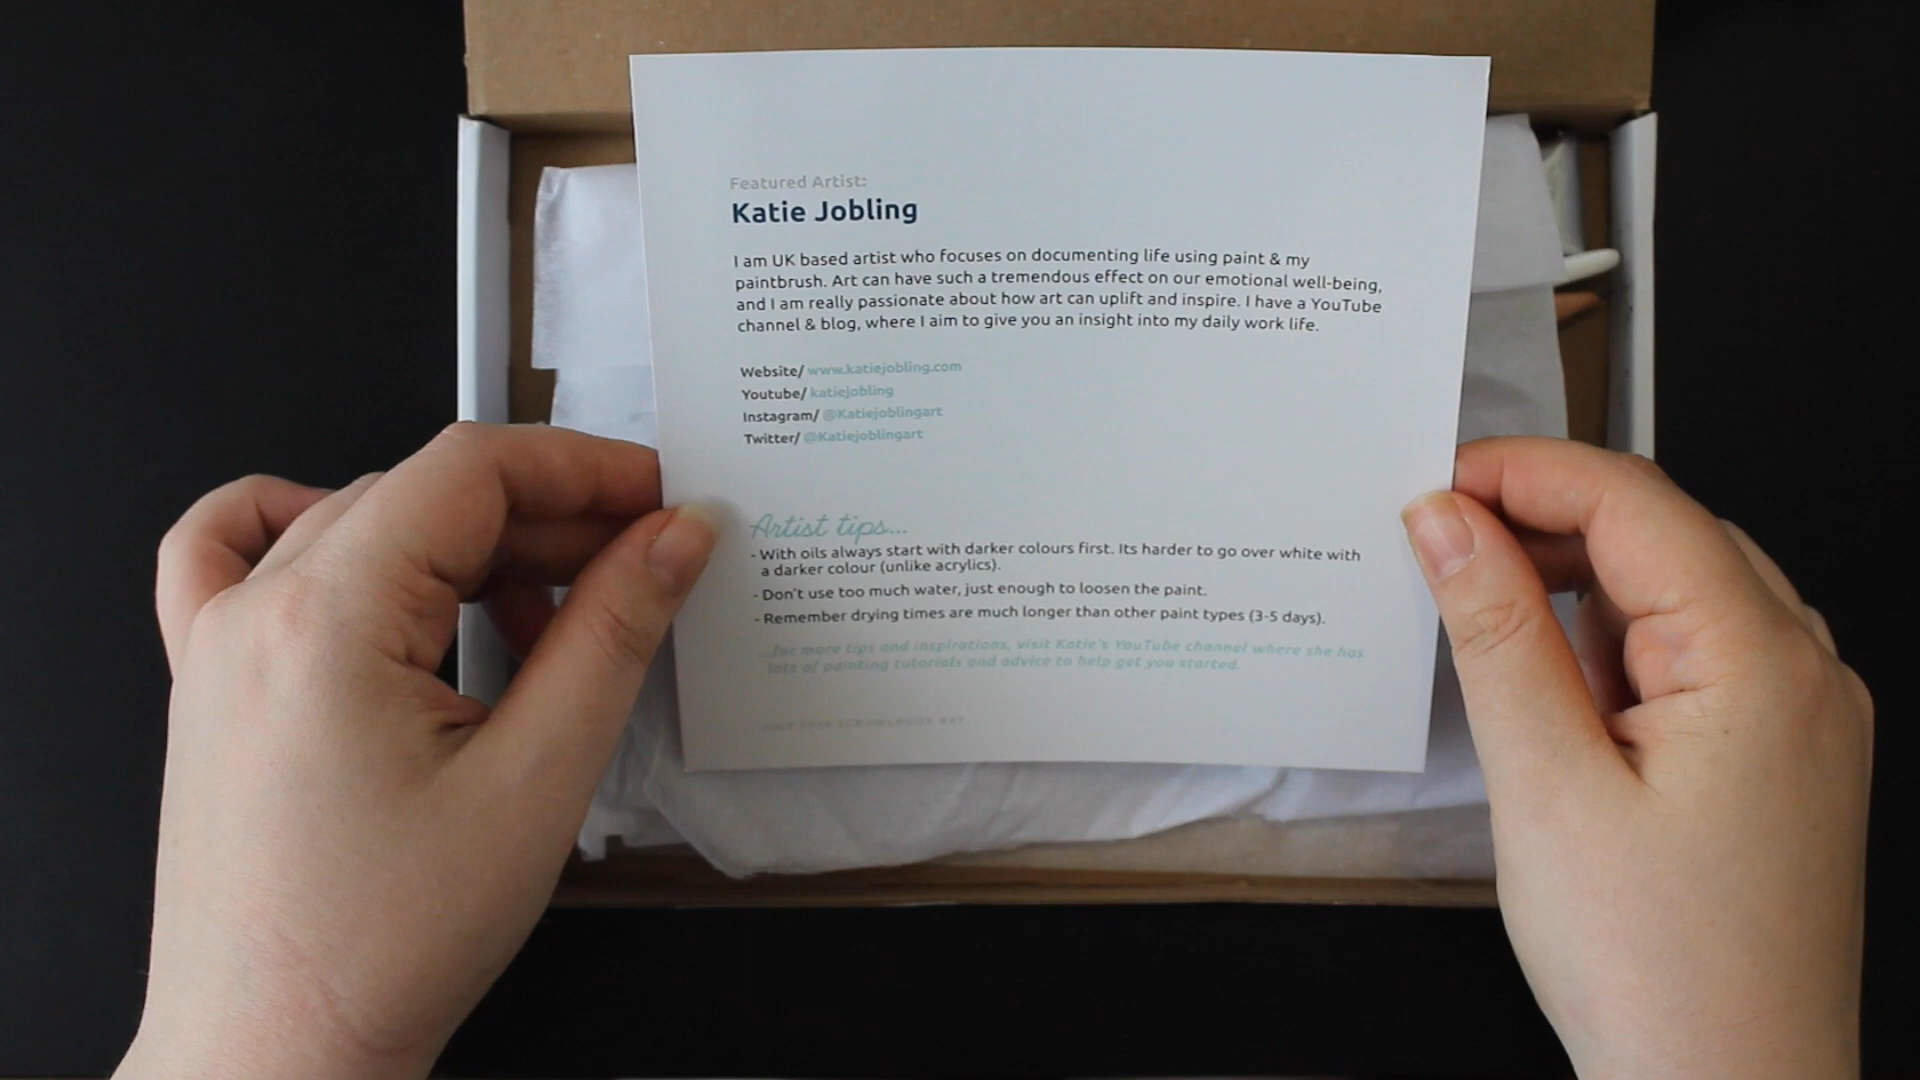 Featured Artist:
Katie Jobling
I am UK based artist who focuses on documenting life using paint & my
paintbrush. Art can have such a tremendous effect on our emotional well-being,
and I am really passionate about how art can uplift and inspire. I have a YouTube
channel & blog, where I aim to give you an insight into my daily work life.
Website/ www.katiejobling.com
Youtube/ katiejobling
Instagram/ @Katiejoblingart
Twitter/ @Katiejoblingart
Artist tips...
- With oils always start with darker colours first. Its harder to go over white with
a darker colour (unlike acrylics).
- Don't use too much water, just enough to loosen the paint.
- Remember drying times are much longer than other paint types (3-5 days).
...for more tips and inspirations, visit Katie's YouTube channel where she has
lots of painting tutorials and advice to help get you started.
JULY SCRAWLRBOX